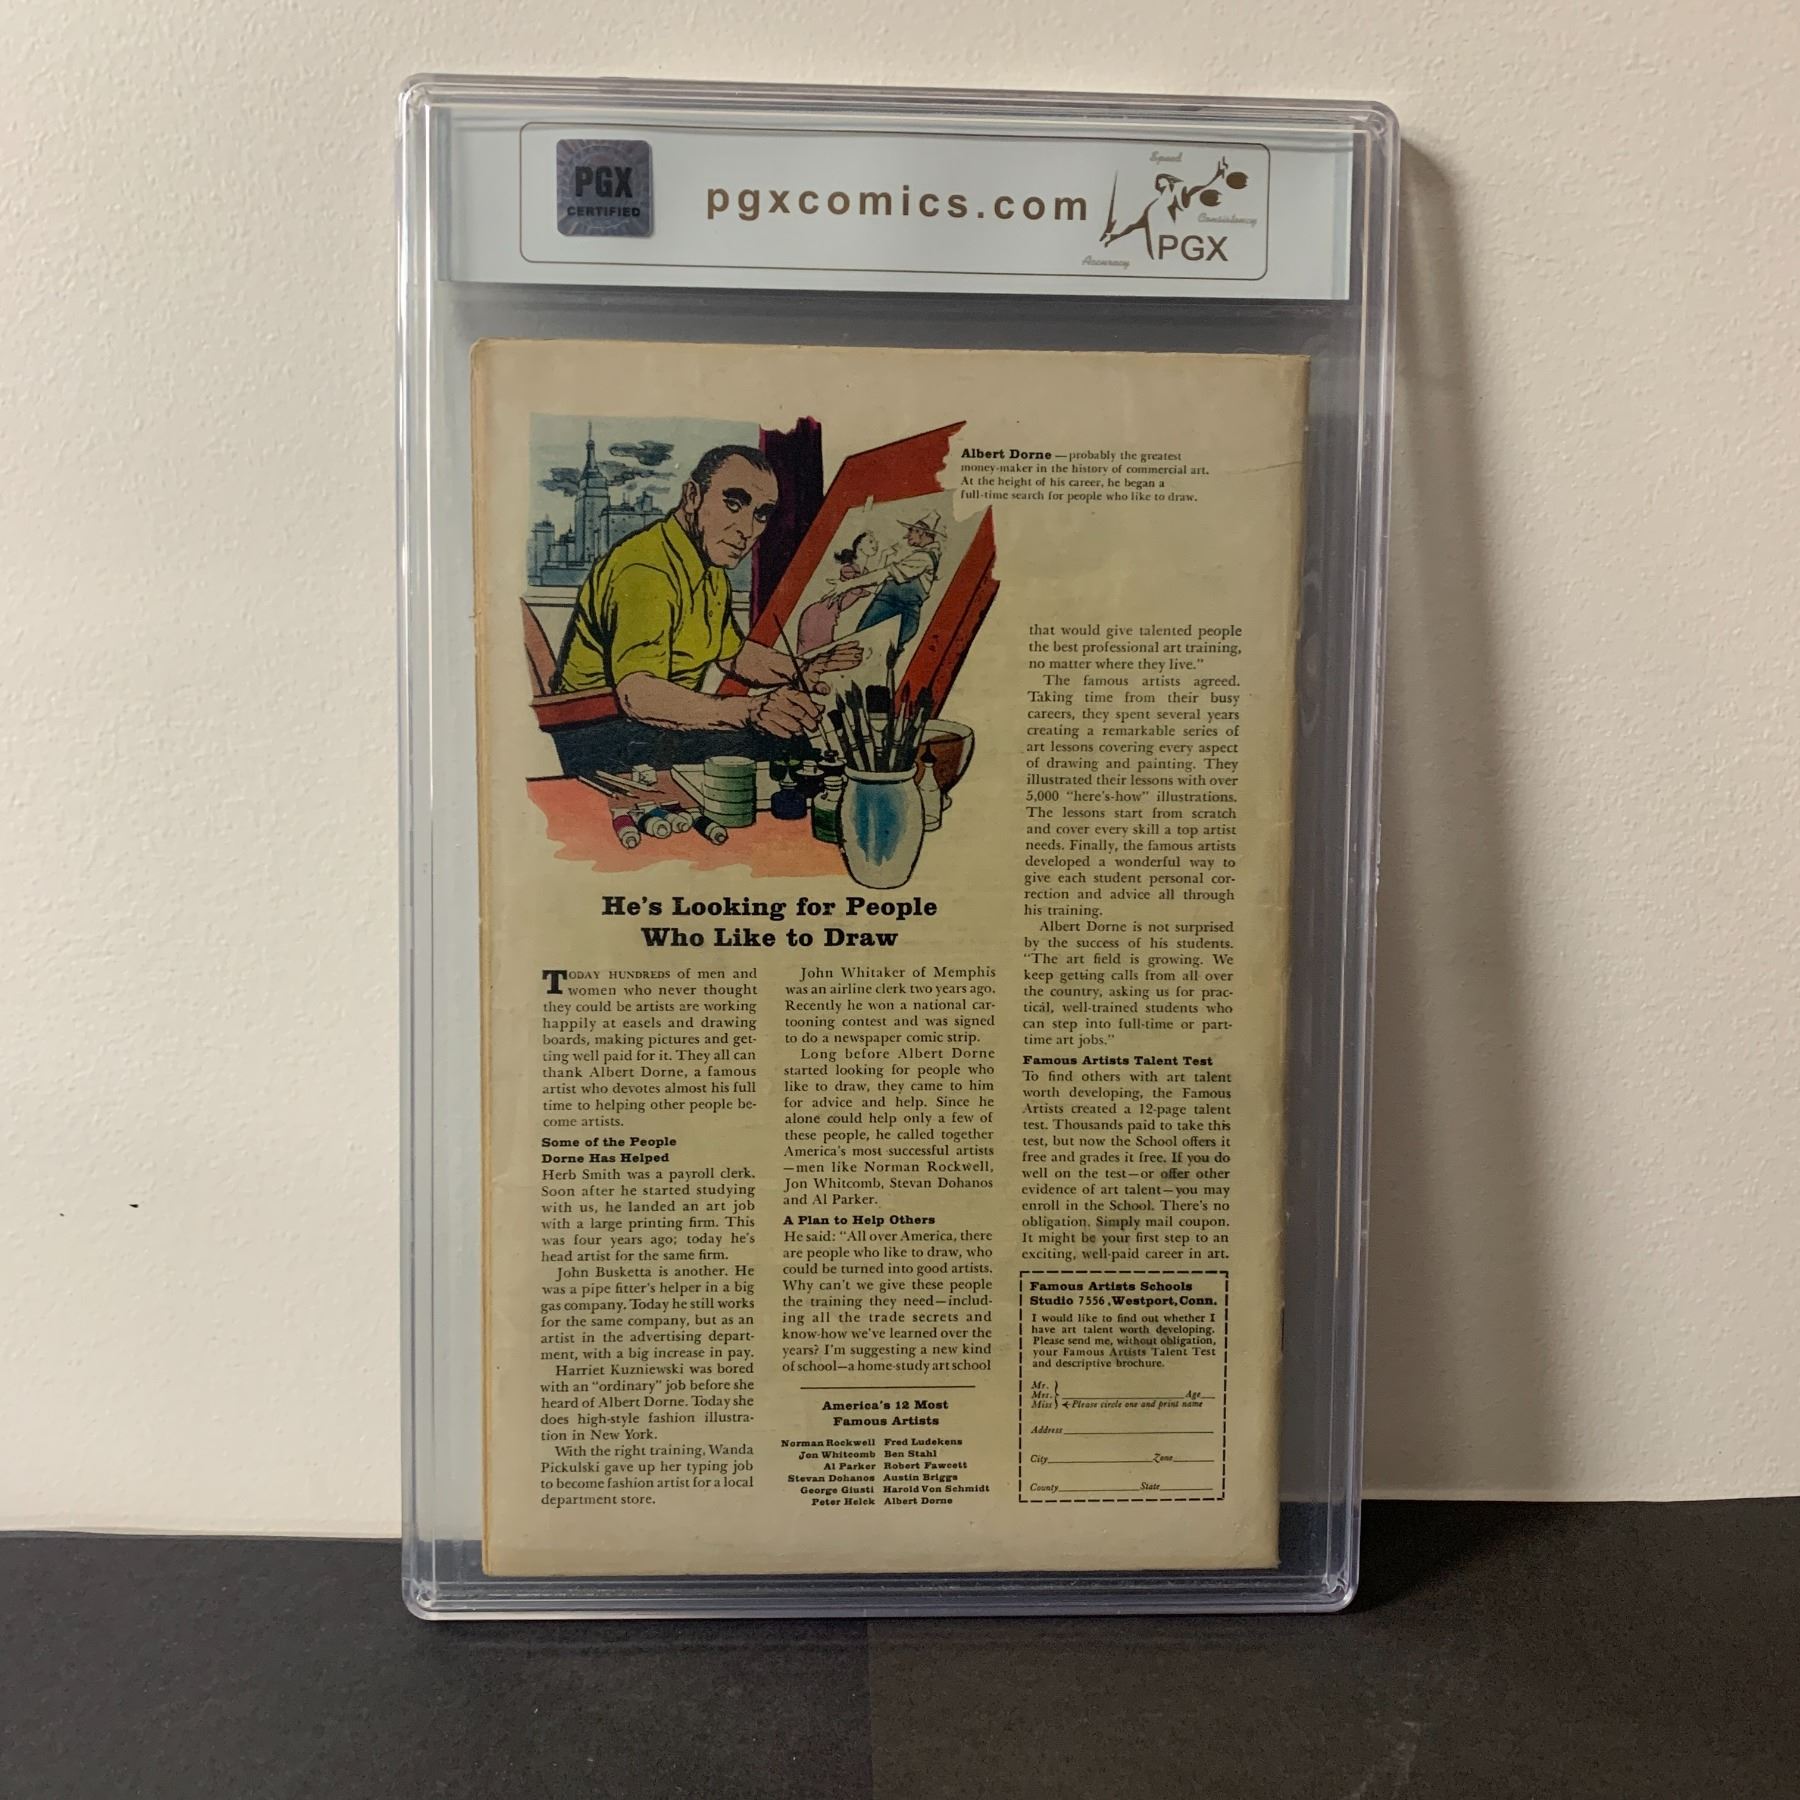 PGX
CERTIFIED
pgxcomics.com
Speed
Consistency
Accuracy
PGX
Albert Dorne — probably the greatest
money-maker in the history of commercial art.
At the height of his career, he began a
full-time search for people who like to draw.
He's Looking for People
Who Like to Draw
TODAY HUNDREDS of men and
women who never thought
they could be artists are working
happily at easels and drawing
boards, making pictures and get-
ting well paid for it. They all can
thank Albert Dorne, a famous
artist who devotes almost his full
time to helping other people be-
come artists.
Some of the People
Dorne Has Helped
Herb Smith was a payroll clerk.
Soon after he started studying
with us, he landed an art job
with a large printing firm. This
was four years ago; today he's
head artist for the same firm.
John Busketta is another. He
was a pipe fitter's helper in a big
gas company. Today he still works
for the same company, but as an
artist in the advertising depart-
ment, with a big increase in pay.
Harriet Kuzniewski was bored
with an "ordinary" job before she
heard of Albert Dorne. Today she
does high-style fashion illustra-
tion in New York.
With the right training, Wanda
Pickulski gave up her typing job
to become fashion artist for a local
department store.
John Whitaker of Memphis
was an airline clerk two years ago.
Recently he won a national car-
tooning contest and was signed
to do a newspaper comic strip.
Long before Albert Dorne
started looking for people who
like to draw, they came to him
for advice and help. Since he
alone could help only a few of
these people, he called together
America's most successful artists
—men like Norman Rockwell,
Jon Whitcomb, Stevan Dohanos
and Al Parker.
A Plan to Help Others
He said: "All over America, there
are people who like to draw, who
could be turned into good artists.
Why can't we give these people
the training they need—includ-
ing all the trade secrets and
know-how we've learned over the
years? I'm suggesting a new kind
of school—a home-study art school
America's 12 Most
Famous Artists
Norman Rockwell Fred Ludekens
Jon Whitcomb Ben Stahl
Al Parker Robert Fawcett
Stevan Dohanos Austin Briggs
George Giusti Harold Von Schmidt
Peter Helck Albert Dorne
that would give talented people
the best professional art training,
no matter where they live."
The famous artists agreed.
Taking time from their busy
careers, they spent several years
creating a remarkable series of
art lessons covering every aspect
of drawing and painting. They
illustrated their lessons with over
5,000 "here's-how" illustrations.
The lessons start from scratch
and cover every skill a top artist
needs. Finally, the famous artists
developed a wonderful way to
give each student personal cor-
rection and advice all through
his training.
Albert Dorne is not surprised
by the success of his students.
"The art field is growing. We
keep getting calls from all over
the country, asking us for prac-
tical, well-trained students who
can step into full-time or part-
time art jobs."
Famous Artists Talent Test
To find others with art talent
worth developing, the Famous
Artists created a 12-page talent
test. Thousands paid to take this
test, but now the School offers it
free and grades it free. If you do
well on the test—or offer other
evidence of art talent—you may
enroll in the School. There's no
obligation. Simply mail coupon.
It might be your first step to an
exciting, well-paid career in art.
Famous Artists Schools
Studio 7556, Westport, Conn.
I would like to find out whether I
have art talent worth developing.
Please send me, without obligation,
your Famous Artists Talent Test
and descriptive brochure.
Mr.
Mrs. Age
Miss Please circle one and print name
Address
City Zone
County State